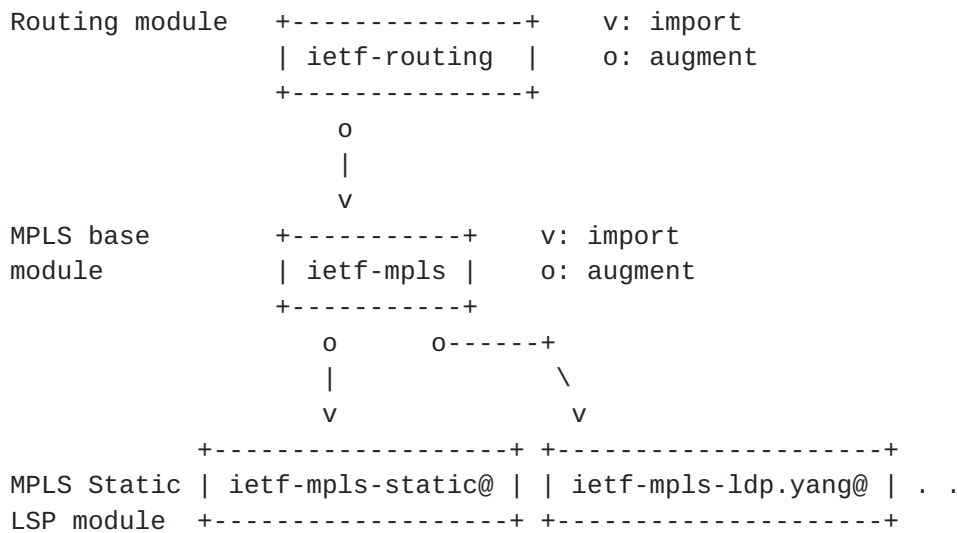 Routing module   +---------------+    v: import
                 | ietf-routing  |    o: augment
                 +---------------+
                     o
                     |
                     v
MPLS base        +-----------+    v: import
module           | ietf-mpls |    o: augment
                 +-----------+
                    o      o------+
                    |              \
                    v               v
            +-------------------+ +---------------------+
MPLS Static | ietf-mpls-static@ | | ietf-mpls-ldp.yang@ | . .
LSP module  +-------------------+ +---------------------+